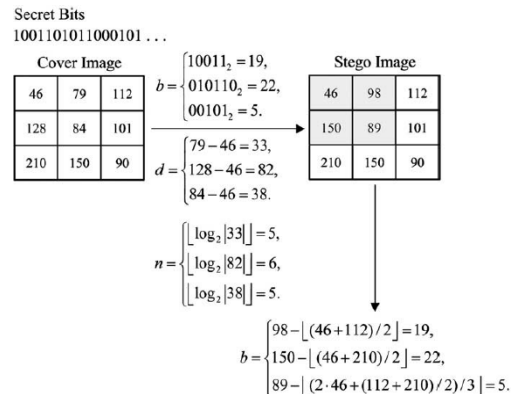 Secret Bits
1001101011000101 . . .
Cover Image
46 79 112
128 84 101
210 150 90
b = { 10011₂ = 19,
010110₂ = 22,
00101₂ = 5.
d = { 79 − 46 = 33,
128 − 46 = 82,
84 − 46 = 38.
n = { ⌊log₂|33|⌋ = 5,
⌊log₂|82|⌋ = 6,
⌊log₂|38|⌋ = 5.
Stego Image
46 98 112
150 89 101
210 150 90
b = { 98 − ⌊(46+112)/2⌋ = 19,
150 − ⌊(46+210)/2⌋ = 22,
89 − ⌊(2·46+(112+210)/2)/3⌋ = 5.